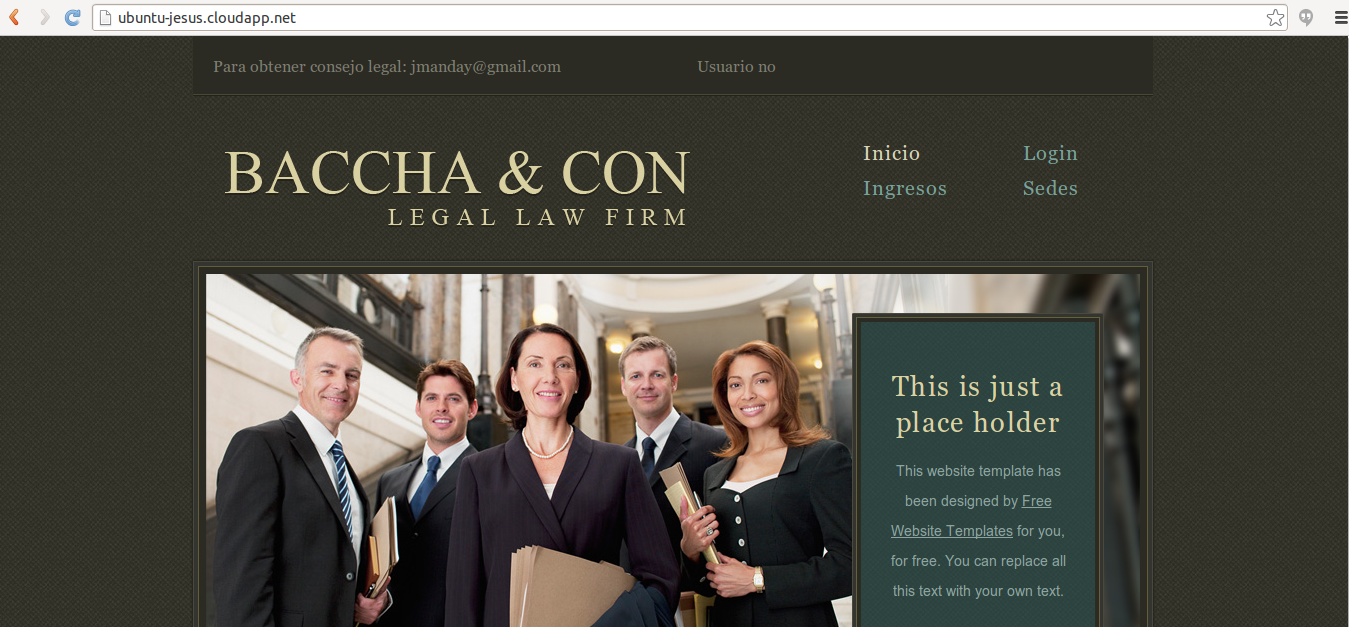 ubuntu-jesus.cloudapp.net
Para obtener consejo legal: jmanday@gmail.com
Usuario no
BACCHA & CON
LEGAL LAW FIRM
Inicio
Login
Ingresos
Sedes
This is just a
place holder
This website template has
been designed by Free
Website Templates for you,
for free. You can replace all
this text with your own text.